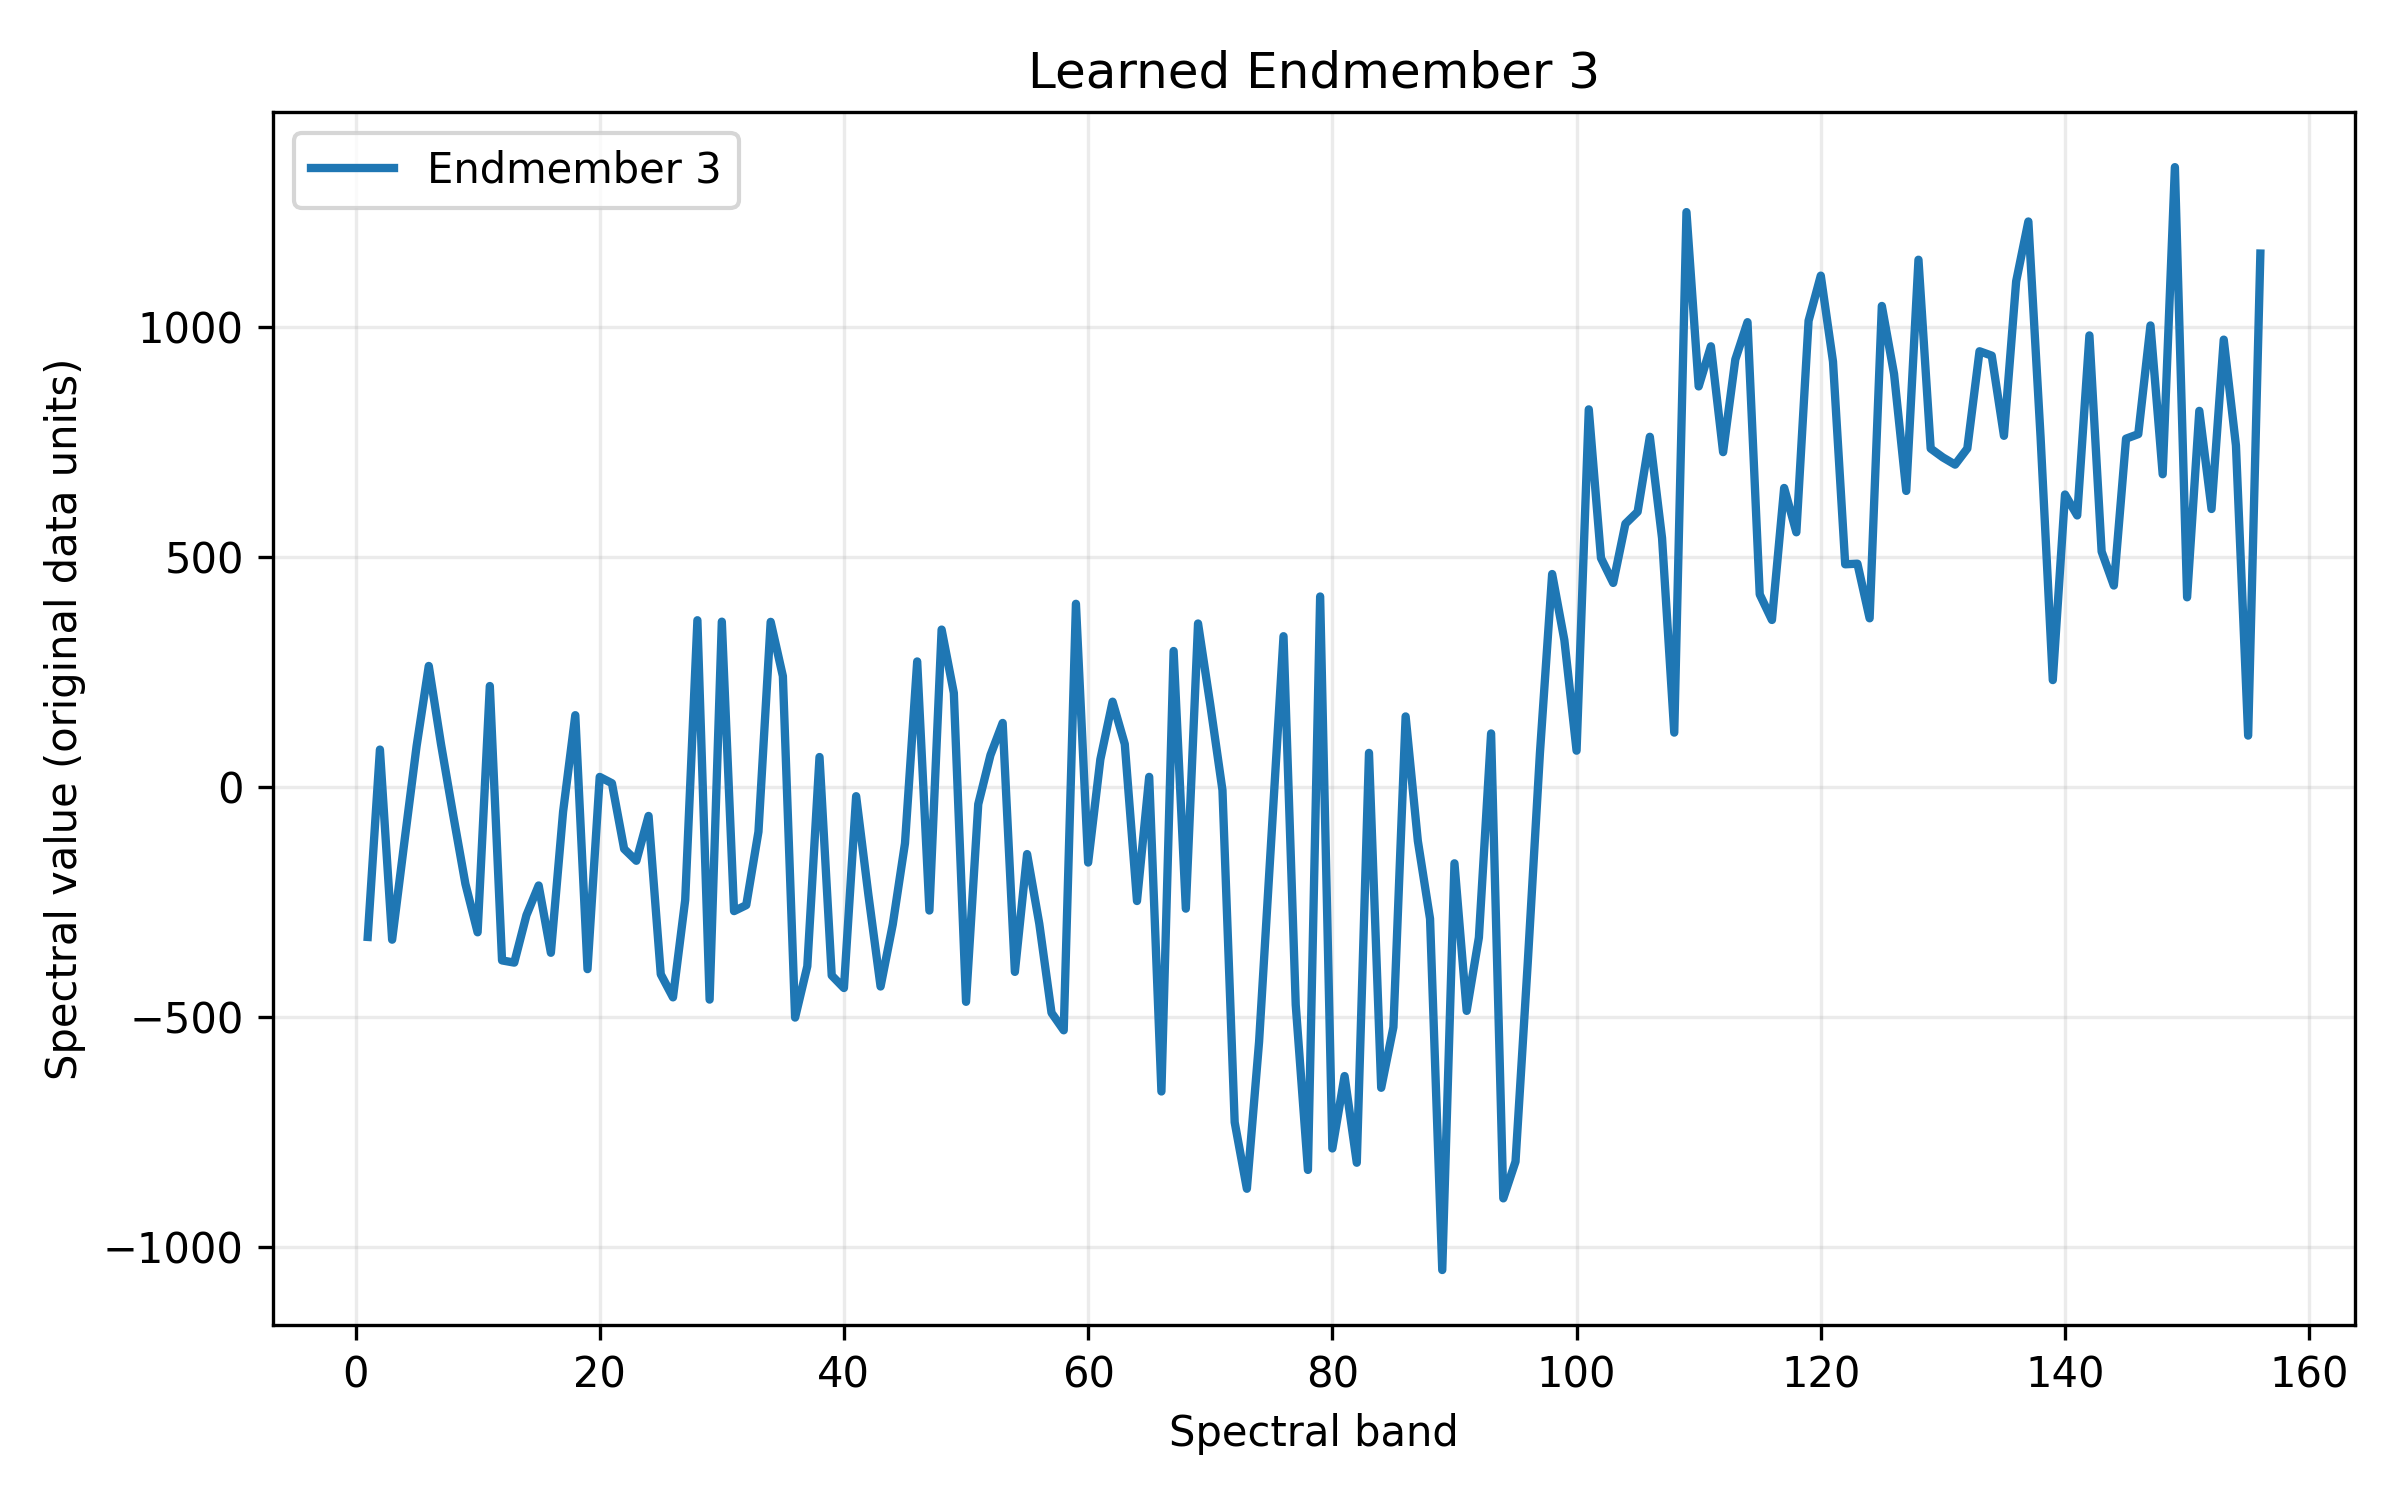 Learned Endmember 3
Endmember 3
Spectral value (original data units)
1000
500
0
−500
−1000
0 20 40 60 80 100 120 140 160
Spectral band